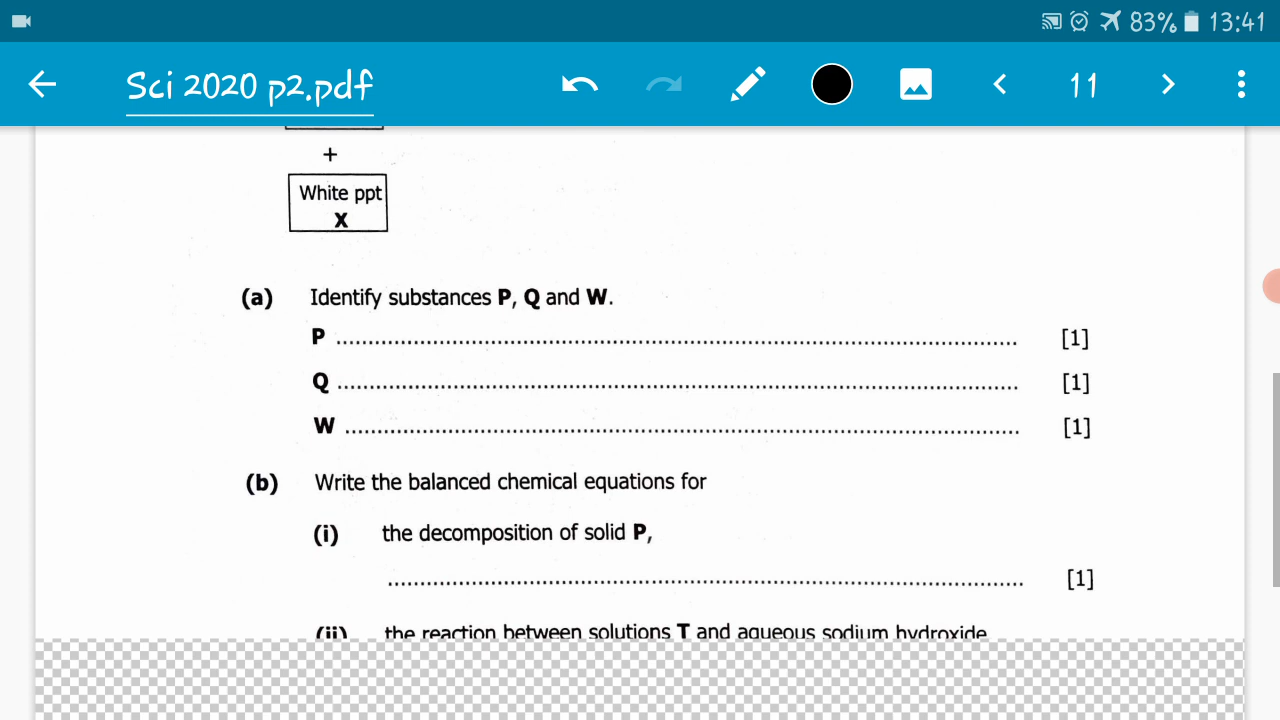 83% 13:41
Sci 2020 p2.pdf 11
+
White ppt
X
(a) Identify substances P, Q and W.
P ........................................................................ [1]
Q ........................................................................ [1]
W ........................................................................ [1]
(b) Write the balanced chemical equations for
(i) the decomposition of solid P,
........................................................................ [1]
(ii) the reaction between solutions T and aqueous sodium hydroxide